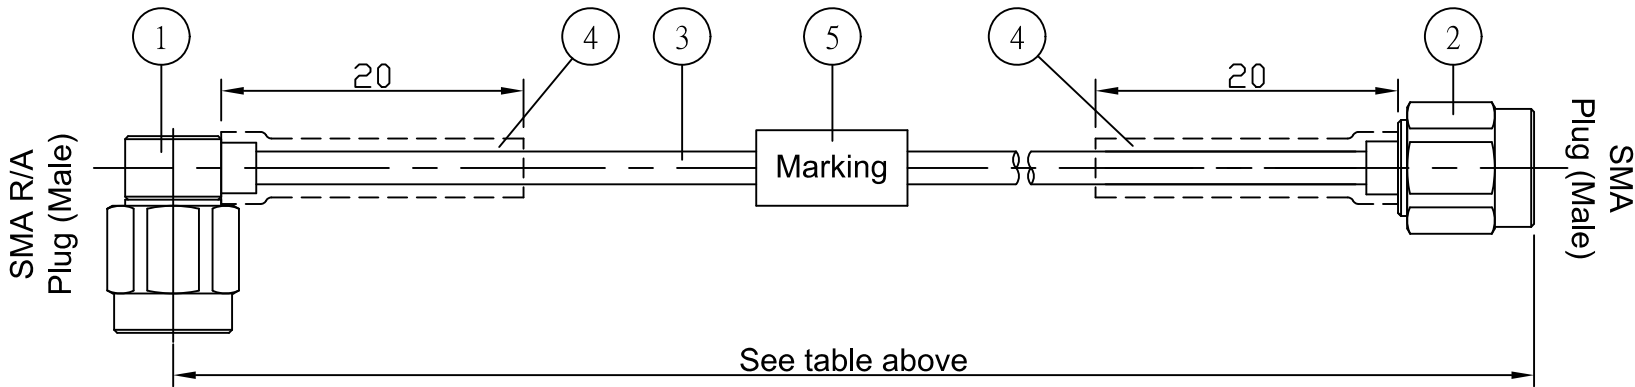 1
4
3
5
4
2
20
20
SMA R/A
Plug (Male)
Marking
SMA
Plug (Male)
See table above